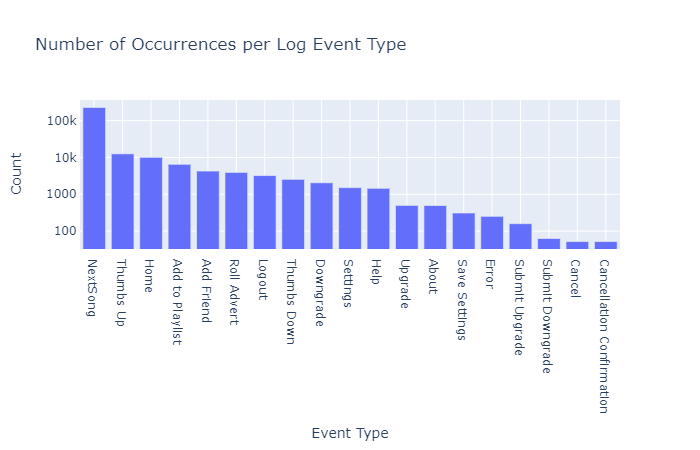 Number of Occurrences per Log Event Type
Count
100k
10k
1000
100
NextSong
Thumbs Up
Home
Add to Playlist
Add Friend
Roll Advert
Logout
Thumbs Down
Downgrade
Settings
Help
Upgrade
About
Save Settings
Error
Submit Upgrade
Submit Downgrade
Cancel
Cancellation Confirmation
Event Type